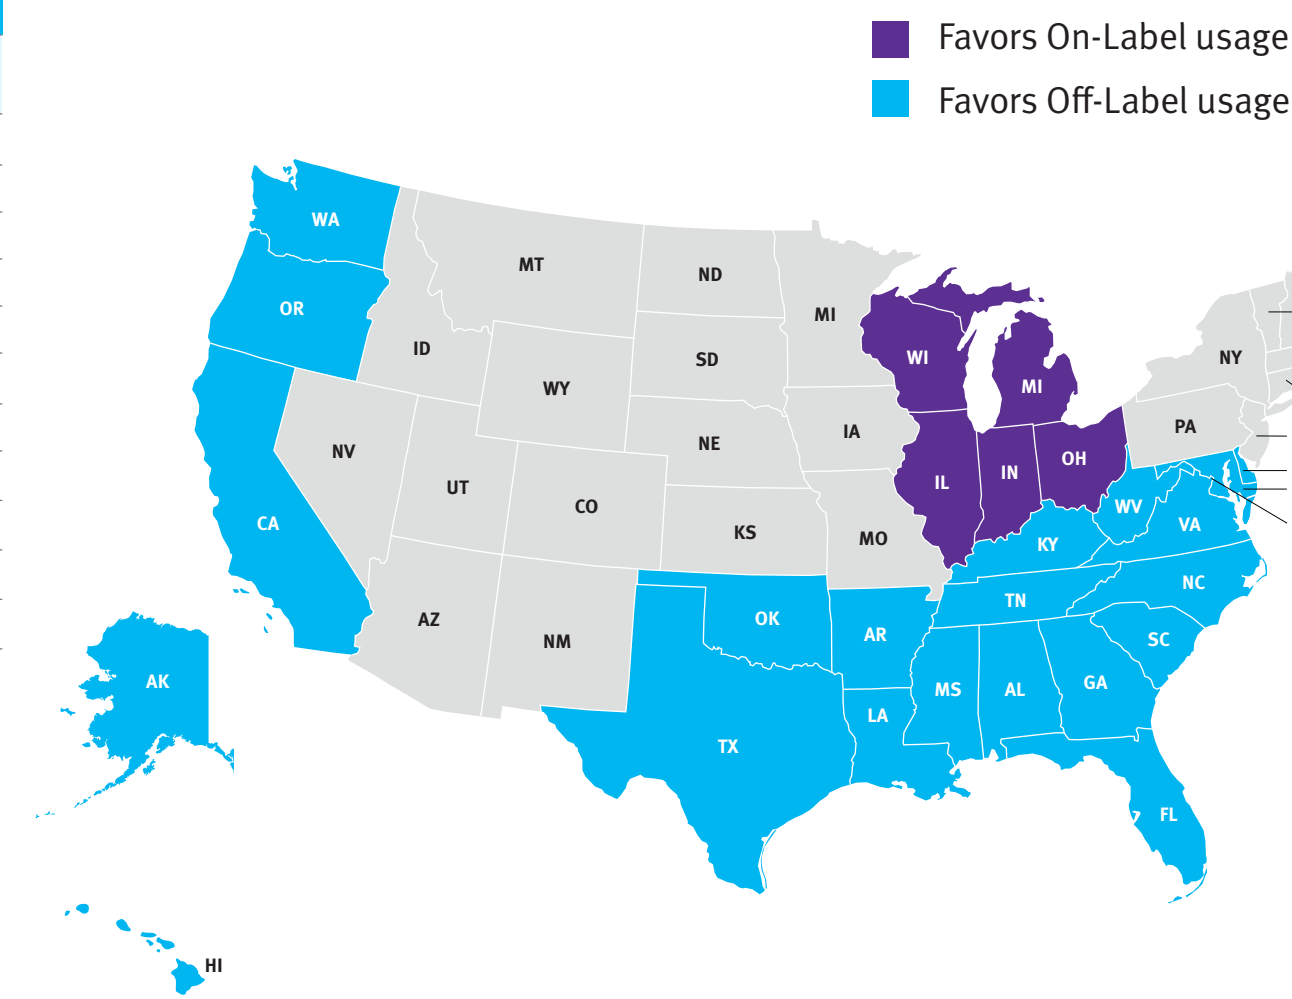 Favors On-Label usage
Favors Off-Label usage
WA
MT
ND
OR
MI
ID
SD
WI
NY
WY
MI
NE
IA
PA
NV
OH
UT
IN
IL
CO
WV
CA
KS
MO
VA
KY
NC
TN
AZ
OK
AR
NM
SC
AK
MS
AL
GA
LA
TX
FL
HI